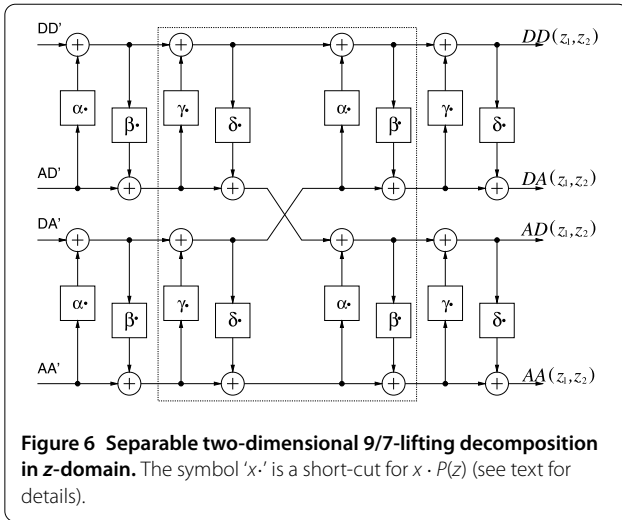 DD' DD(z₁,z₂)
α· β· γ· δ· α· β· γ· δ·
AD' DA(z₁,z₂)
DA' AD(z₁,z₂)
α· β· γ· δ· α· β· γ· δ·
AA' AA(z₁,z₂)
Figure 6 Separable two-dimensional 9/7-lifting decomposition
in z-domain. The symbol ‘x·’ is a short-cut for x · P(z) (see text for
details).